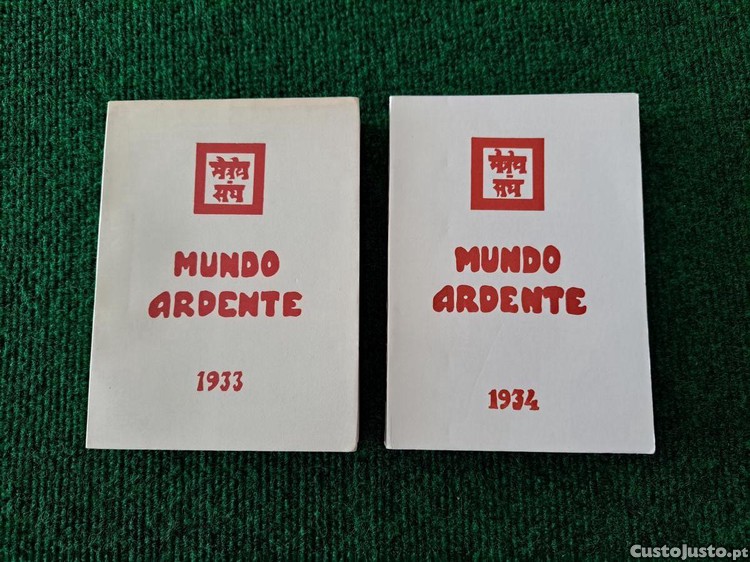 मैत्रेय
संघ
MUNDO
ARDENTE
1933
मैत्रेय
संघ
MUNDO
ARDENTE
1934
CustoJusto.pt